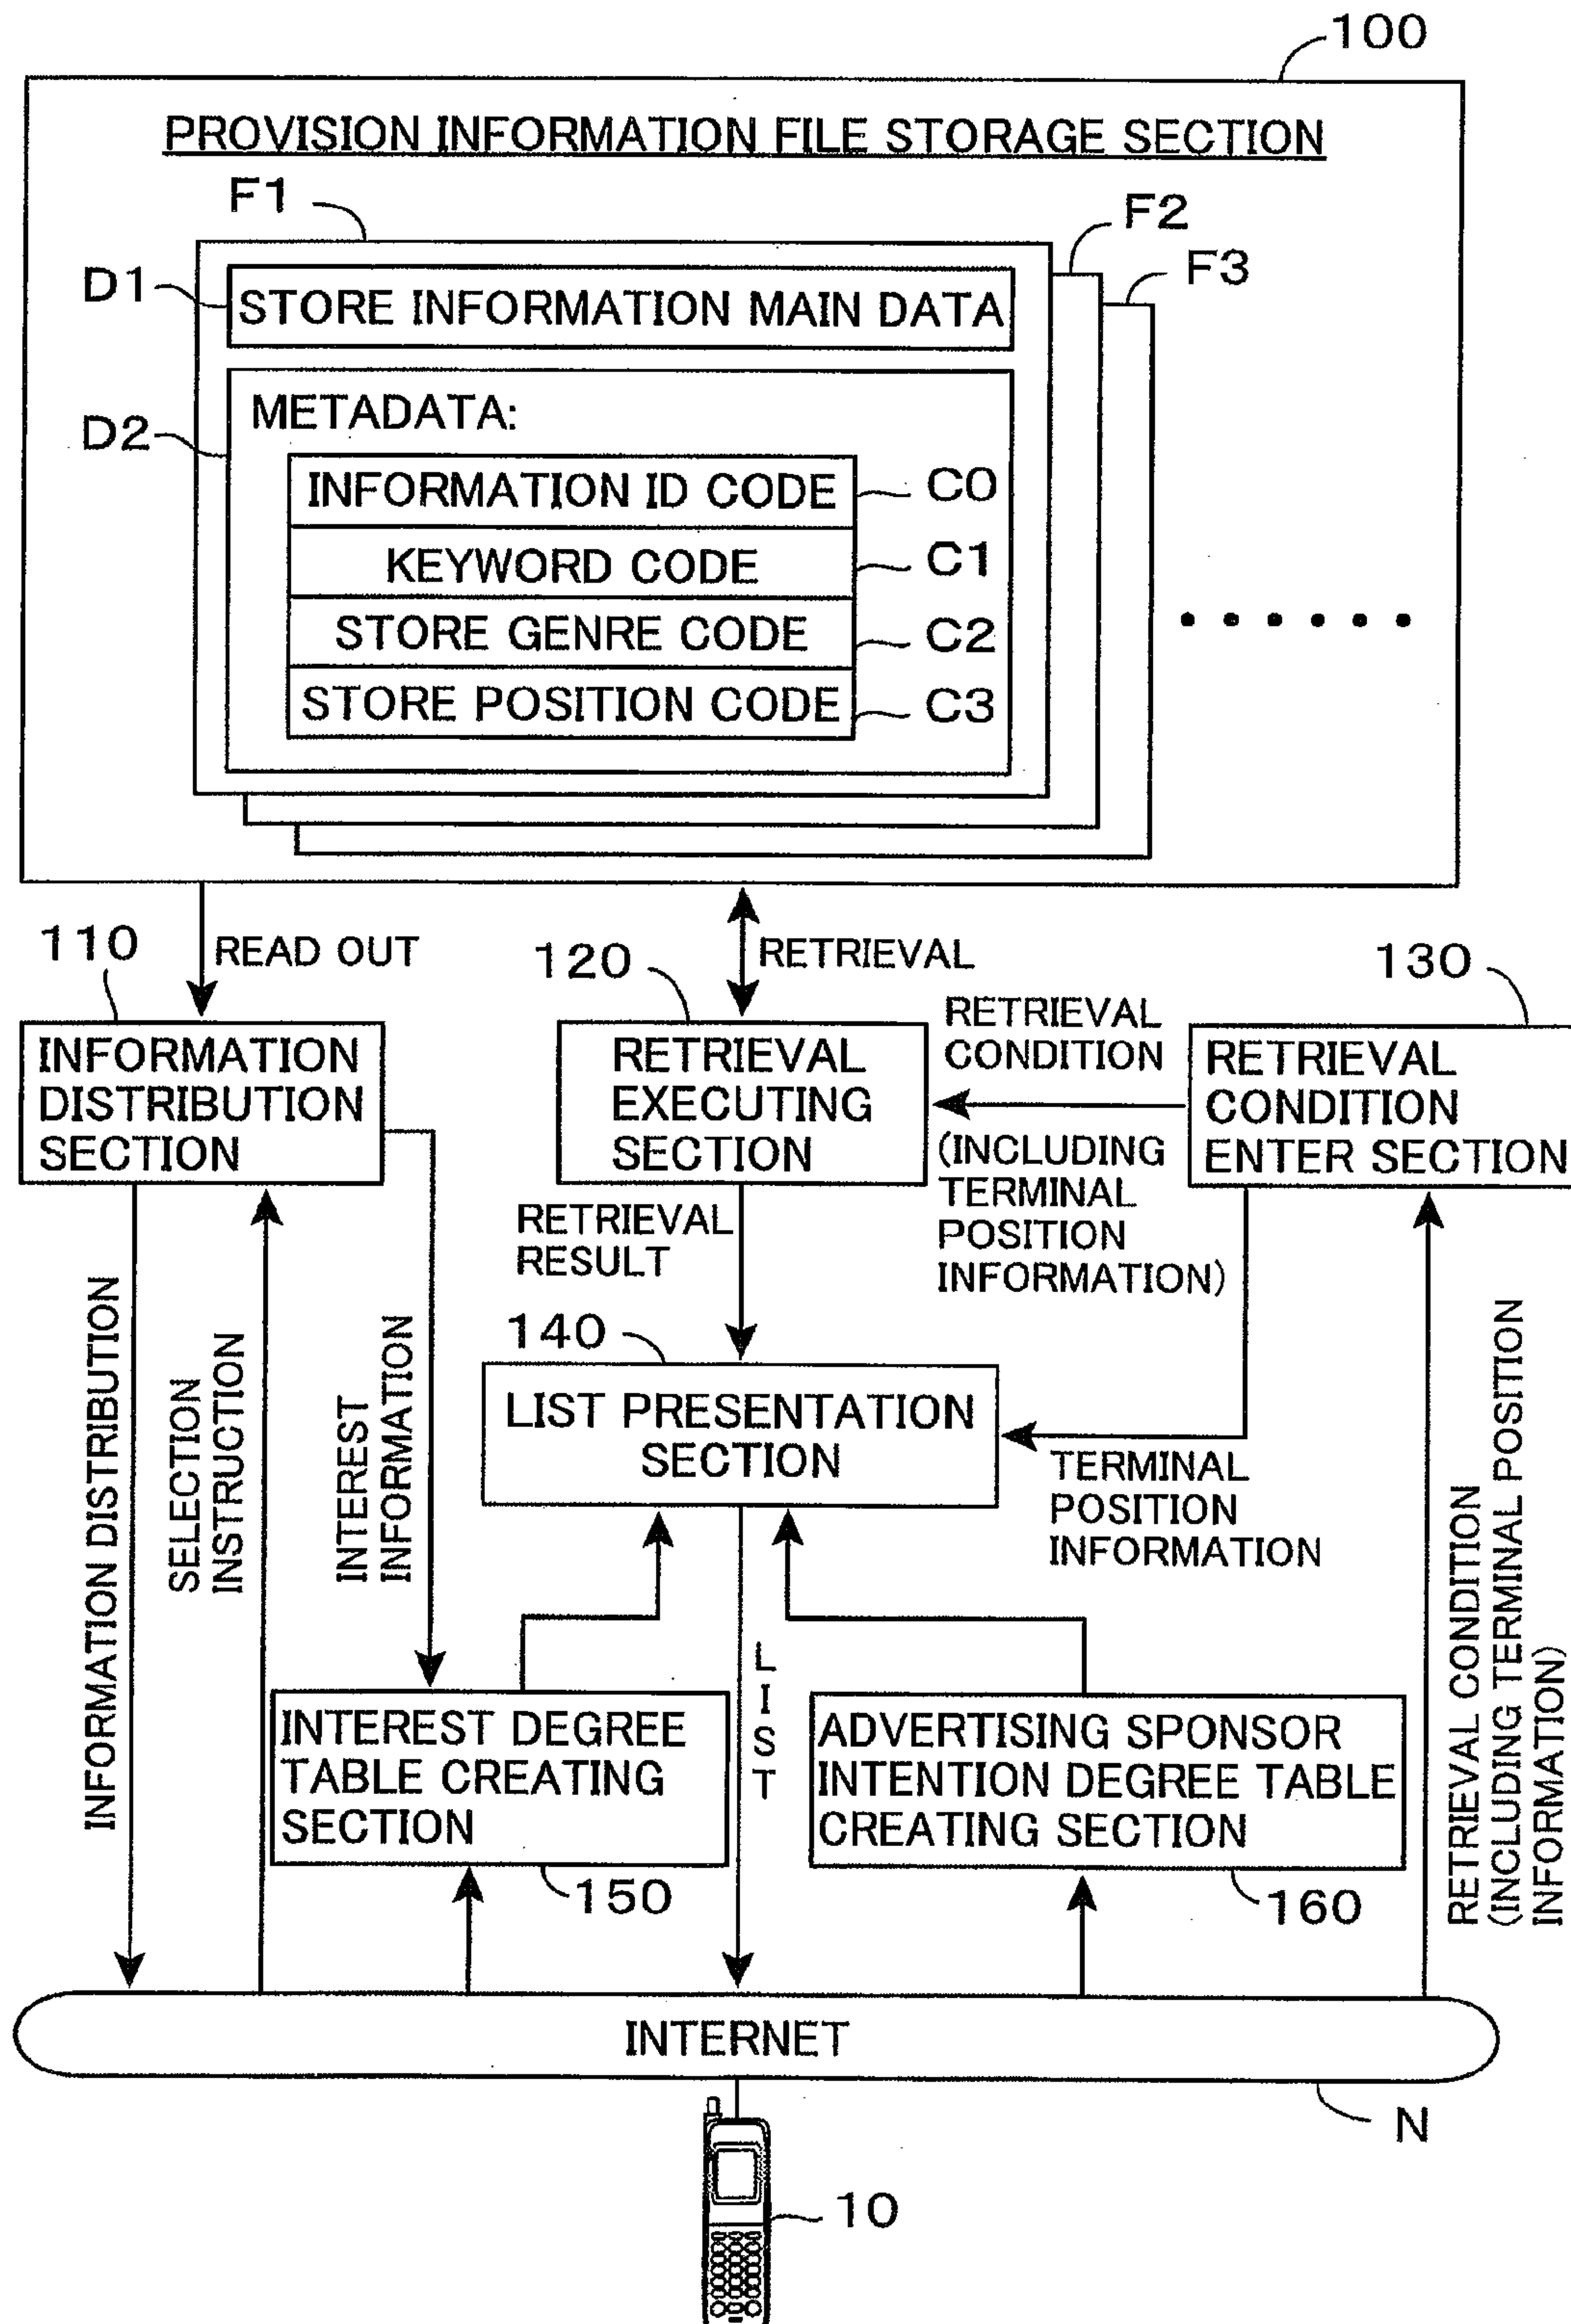 100
PROVISION INFORMATION FILE STORAGE SECTION
F1
F2
F3
D1
STORE INFORMATION MAIN DATA
D2
METADATA:
INFORMATION ID CODE
C0
KEYWORD CODE
C1
STORE GENRE CODE
C2
STORE POSITION CODE
C3
110
READ OUT
120
RETRIEVAL
130
INFORMATION
DISTRIBUTION
SECTION
RETRIEVAL
EXECUTING
SECTION
RETRIEVAL
CONDITION
(INCLUDING
TERMINAL
POSITION
INFORMATION)
RETRIEVAL
CONDITION
ENTER SECTION
RETRIEVAL
RESULT
140
LIST PRESENTATION
SECTION
TERMINAL
POSITION
INFORMATION
INFORMATION DISTRIBUTION
SELECTION
INSTRUCTION
INTEREST
INFORMATION
LIST
RETRIEVAL CONDITION
(INCLUDING TERMINAL POSITION
INFORMATION)
INTEREST DEGREE
TABLE CREATING
SECTION
150
ADVERTISING SPONSOR
INTENTION DEGREE TABLE
CREATING SECTION
160
INTERNET
N
10